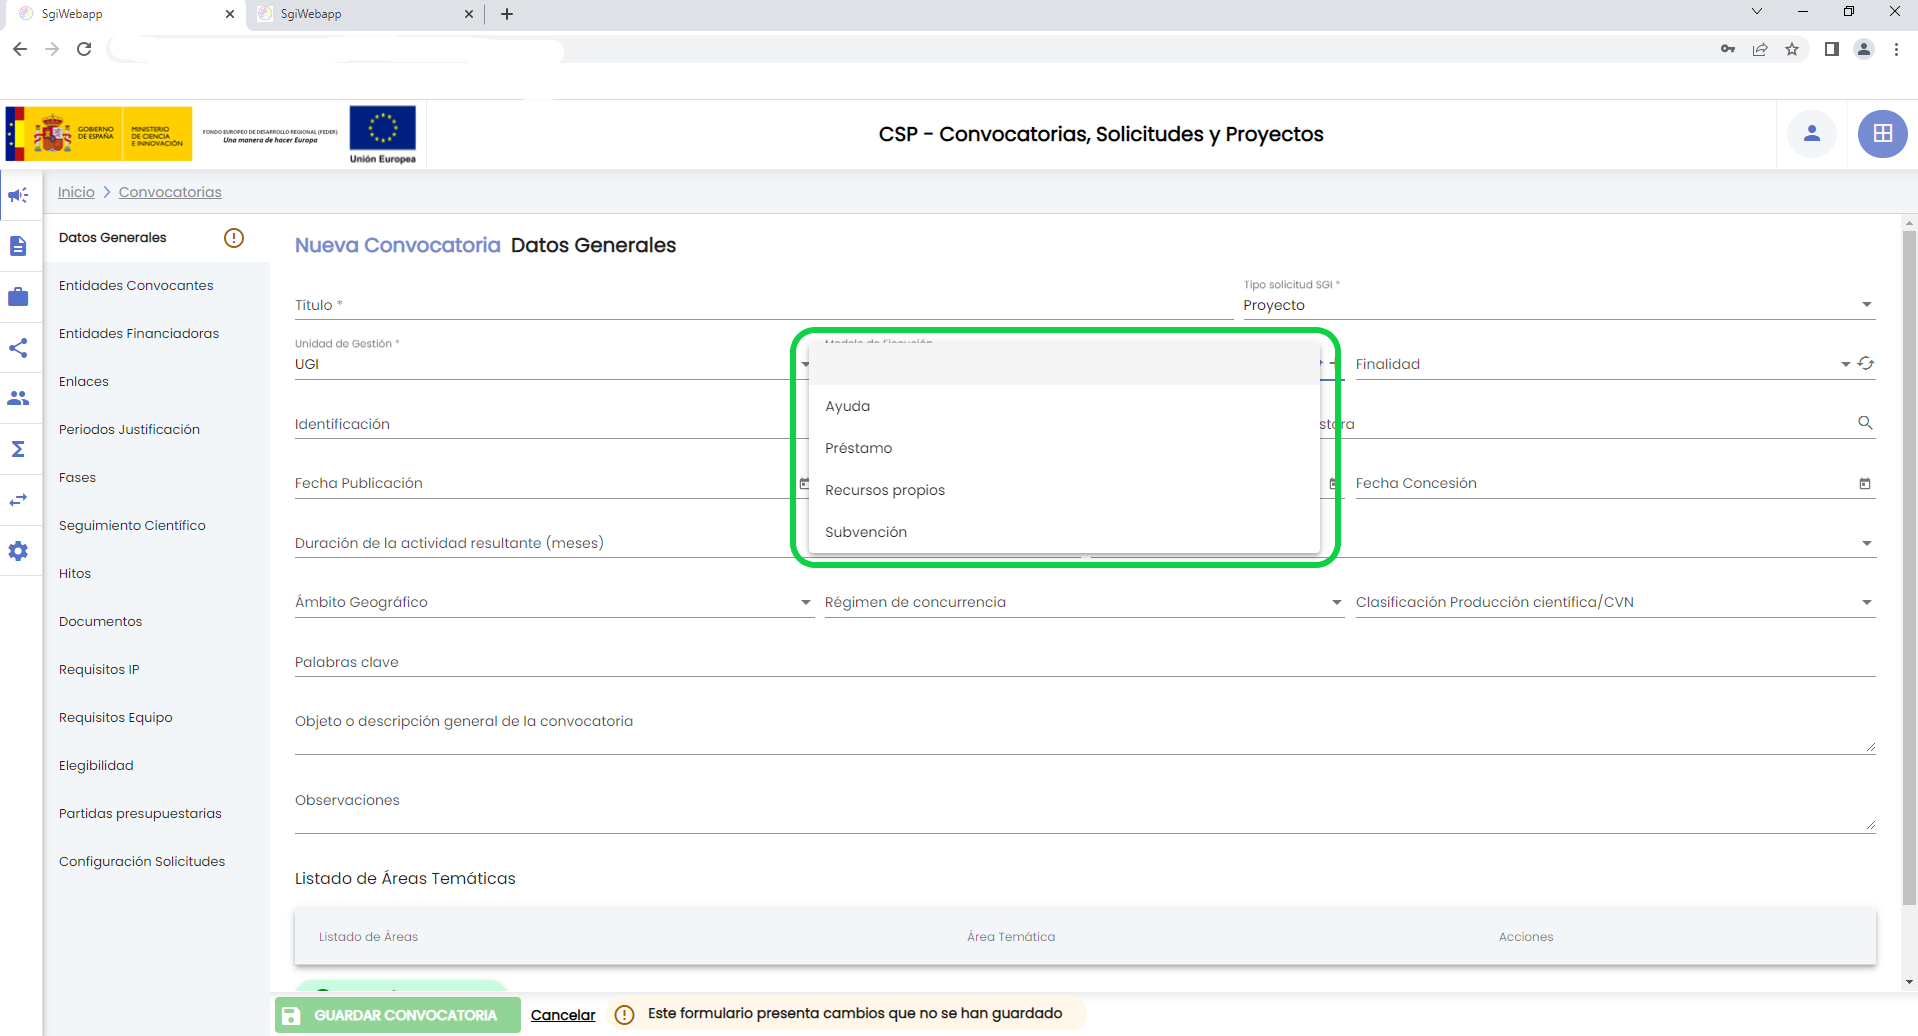 SgiWebapp
SgiWebapp
GOBIERNO
DE ESPAÑA
MINISTERIO
DE CIENCIA
E INNOVACIÓN
FONDO EUROPEO DE DESARROLLO REGIONAL (FEDER)
Una manera de hacer Europa
Unión Europea
CSP - Convocatorias, Solicitudes y Proyectos
Inicio
Convocatorias
Datos Generales
Entidades Convocantes
Entidades Financiadoras
Enlaces
Periodos Justificación
Fases
Seguimiento Científico
Hitos
Documentos
Requisitos IP
Requisitos Equipo
Elegibilidad
Partidas presupuestarias
Configuración Solicitudes
Nueva Convocatoria Datos Generales
Título *
Tipo solicitud SGI *
Proyecto
Unidad de Gestión *
UGI
Modelo de Ejecución
Ayuda
Préstamo
Recursos propios
Subvención
Finalidad
Identificación
stora
Fecha Publicación
Fecha Concesión
Duración de la actividad resultante (meses)
Ámbito Geográfico
Régimen de concurrencia
Clasificación Producción científica/CVN
Palabras clave
Objeto o descripción general de la convocatoria
Observaciones
Listado de Áreas Temáticas
Listado de Áreas
Área Temática
Acciones
GUARDAR CONVOCATORIA
Cancelar
Este formulario presenta cambios que no se han guardado